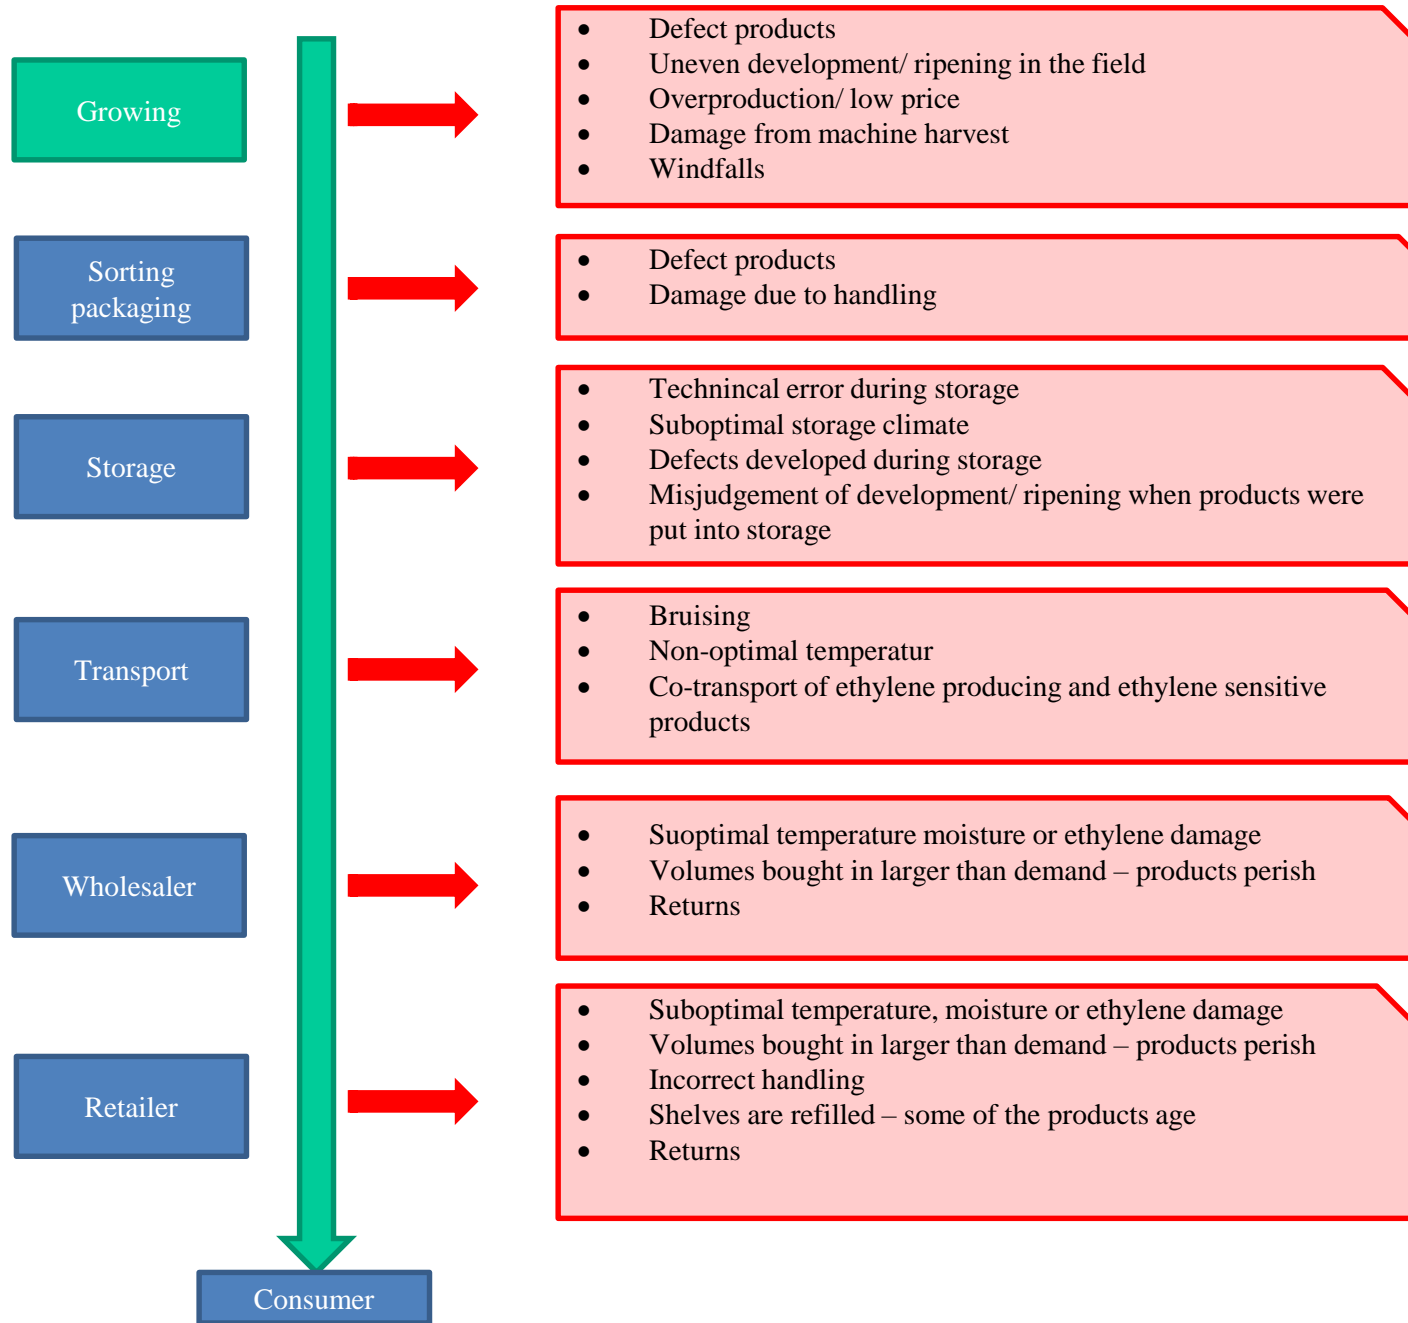 Growing
• Defect products
• Uneven development/ ripening in the field
• Overproduction/ low price
• Damage from machine harvest
• Windfalls
Sorting
packaging
• Defect products
• Damage due to handling
Storage
• Technincal error during storage
• Suboptimal storage climate
• Defects developed during storage
• Misjudgement of development/ ripening when products were
put into storage
Transport
• Bruising
• Non-optimal temperatur
• Co-transport of ethylene producing and ethylene sensitive
products
Wholesaler
• Suoptimal temperature moisture or ethylene damage
• Volumes bought in larger than demand – products perish
• Returns
Retailer
• Suboptimal temperature, moisture or ethylene damage
• Volumes bought in larger than demand – products perish
• Incorrect handling
• Shelves are refilled – some of the products age
• Returns
Consumer